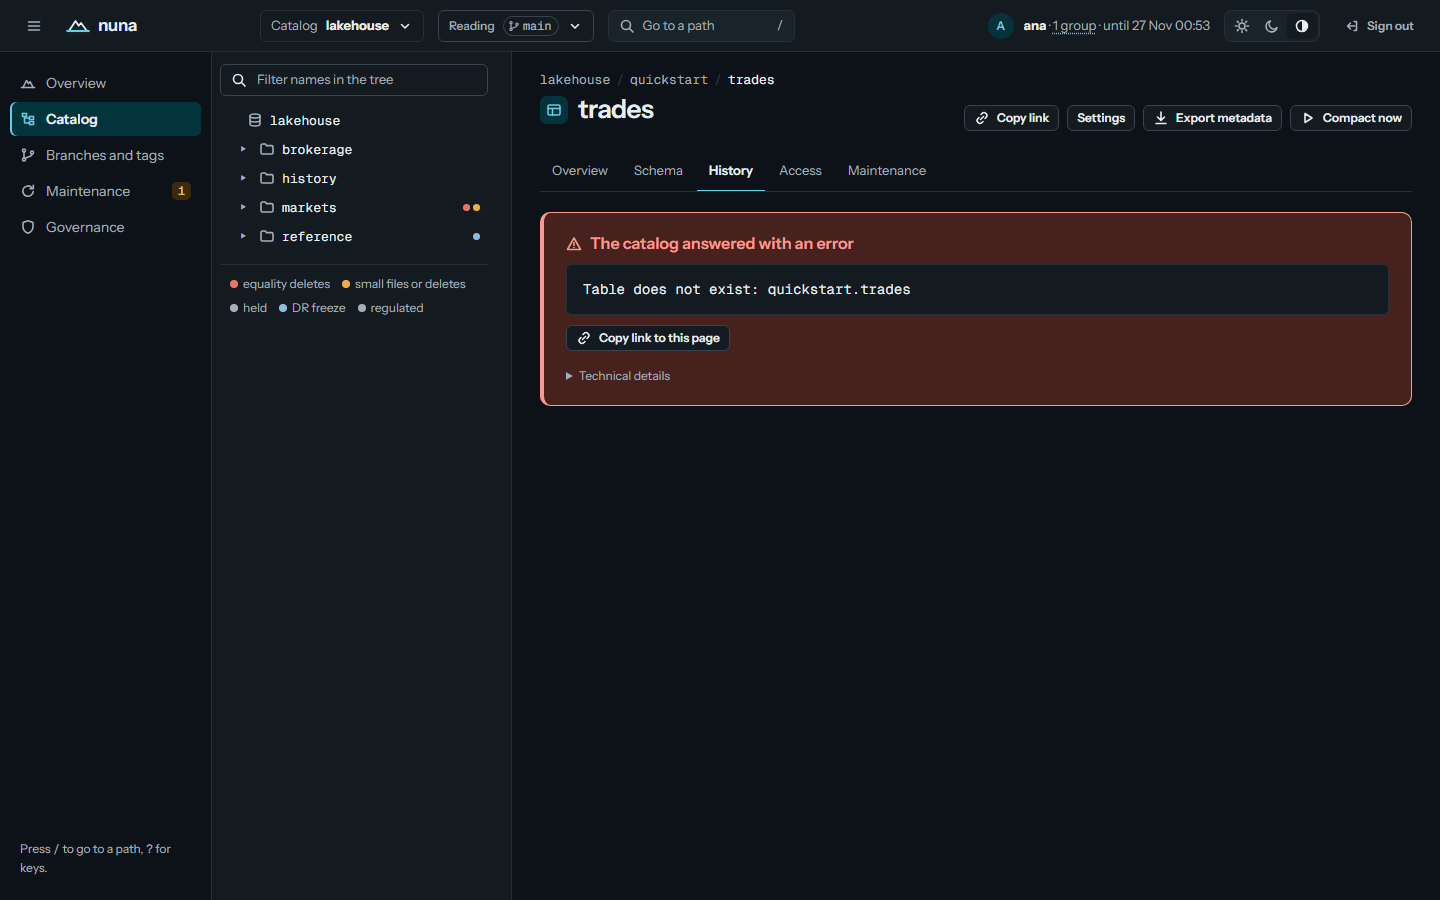 nuna
Catalog lakehouse
Reading main
Go to a path /
A ana · 1 group · until 27 Nov 00:53
Sign out
Overview
Catalog
Branches and tags
Maintenance 1
Governance
Press / to go to a path, ? for
keys.
Filter names in the tree
lakehouse
brokerage
history
markets
reference
equality deletes small files or deletes
held DR freeze regulated
lakehouse / quickstart / trades
trades
Copy link Settings Export metadata Compact now
Overview Schema History Access Maintenance
The catalog answered with an error
Table does not exist: quickstart.trades
Copy link to this page
Technical details